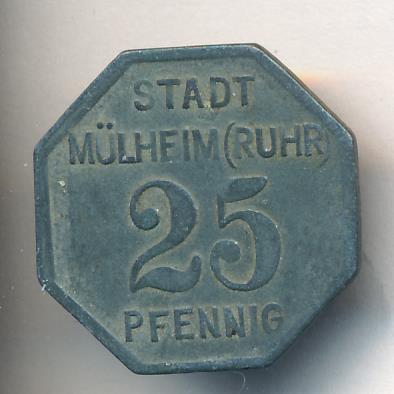 STADT
MÜLHEIM (RUHR)
25
PFENNIG